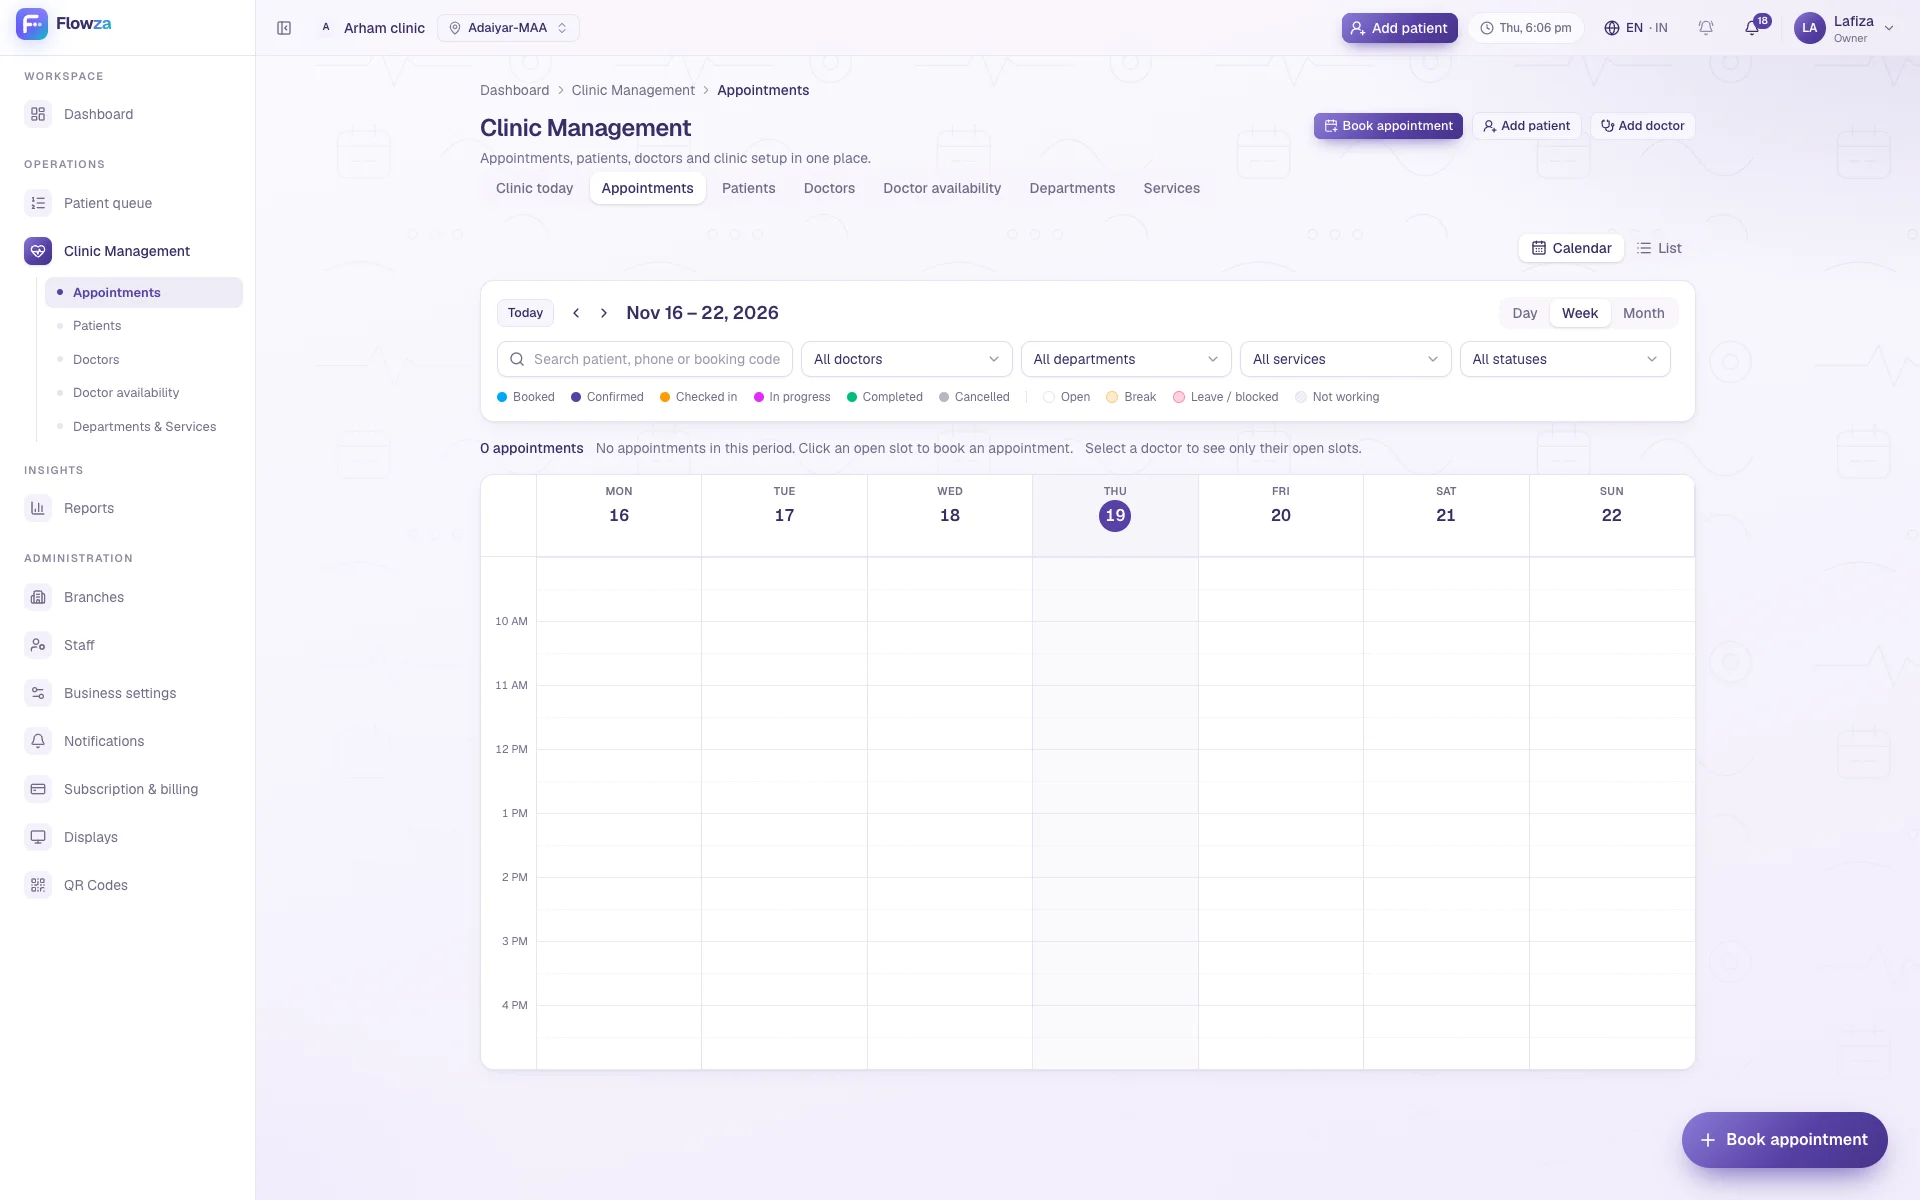 Flowza
WORKSPACE
Dashboard
OPERATIONS
Patient queue
Clinic Management
Appointments
Patients
Doctors
Doctor availability
Departments & Services
INSIGHTS
Reports
ADMINISTRATION
Branches
Staff
Business settings
Notifications
Subscription & billing
Displays
QR Codes
A Arham clinic Adaiyar-MAA
Add patient Thu, 6:06 pm EN · IN 18 LA Lafiza
Owner
Dashboard > Clinic Management > Appointments
Clinic Management
Book appointment Add patient Add doctor
Appointments, patients, doctors and clinic setup in one place.
Clinic today Appointments Patients Doctors Doctor availability Departments Services
Calendar List
Today < > Nov 16 – 22, 2026 Day Week Month
Search patient, phone or booking code All doctors All departments All services All statuses
Booked Confirmed Checked in In progress Completed Cancelled Open Break Leave / blocked Not working
0 appointments No appointments in this period. Click an open slot to book an appointment. Select a doctor to see only their open slots.
MON TUE WED THU FRI SAT SUN
16 17 18 19 20 21 22
10 AM
11 AM
12 PM
1 PM
2 PM
3 PM
4 PM
+ Book appointment